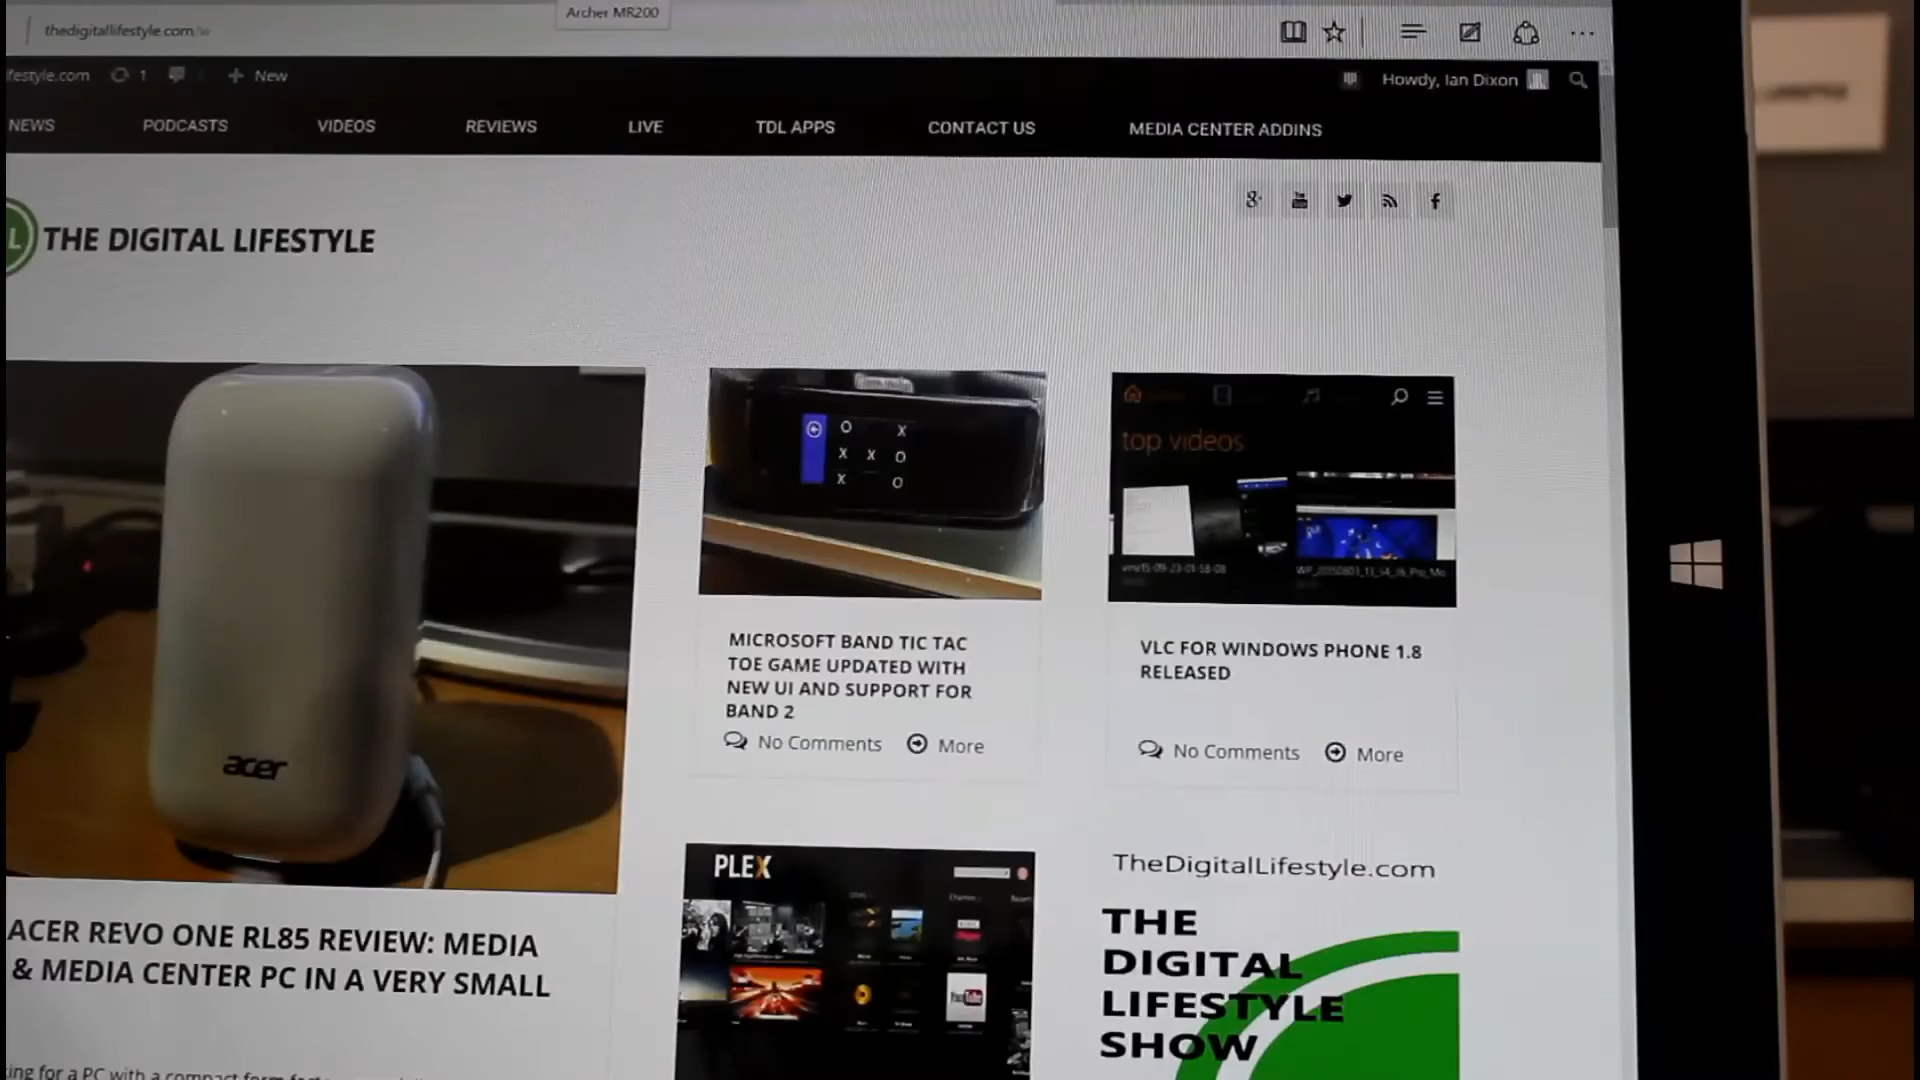 Archer MR200
thedigitallifestyle.com/w
ifestyle.com 1 New
Howdy, Ian Dixon
NEWS PODCASTS VIDEOS REVIEWS LIVE TDL APPS CONTACT US MEDIA CENTER ADDINS
L THE DIGITAL LIFESTYLE
acer
O X
X X O
X O
top videos
MICROSOFT BAND TIC TAC
TOE GAME UPDATED WITH
NEW UI AND SUPPORT FOR
BAND 2
No Comments More
VLC FOR WINDOWS PHONE 1.8
RELEASED
No Comments More
ACER REVO ONE RL85 REVIEW: MEDIA
& MEDIA CENTER PC IN A VERY SMALL
PLEX
YouTube
TheDigitalLifestyle.com
THE
DIGITAL
LIFESTYLE
SHOW